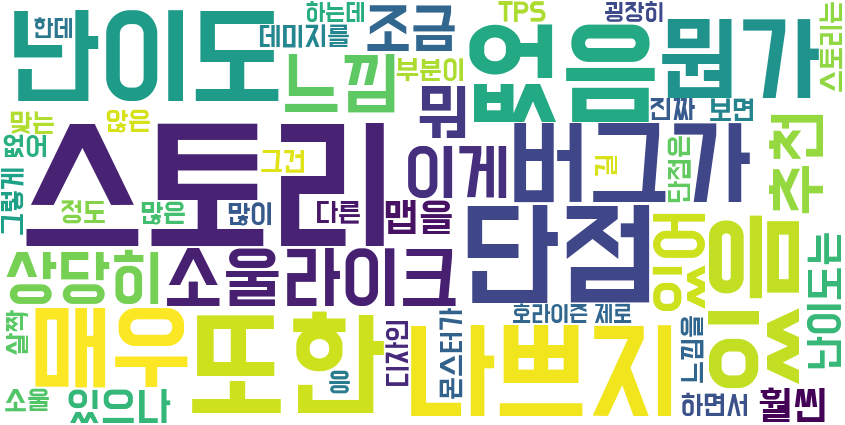 한데
난이도
데미지를
하는데
조금
TPS
없음
굉장히
뭔가
스토리는
느낌
부분이
뭐
진짜
보면
맞는
않은
스토리
그건
이게
버그가
길
단점은
추천
그렇게
떴어
정도
많은
많이
다른
맵을
단점
있어
있음
상당히
소울라이크
난이도는
살짝
매우
또한
응
디자인
몬스터가
나쁘지
호라이즌 제로
느낌을
소울
있으나
하면서
훨씬